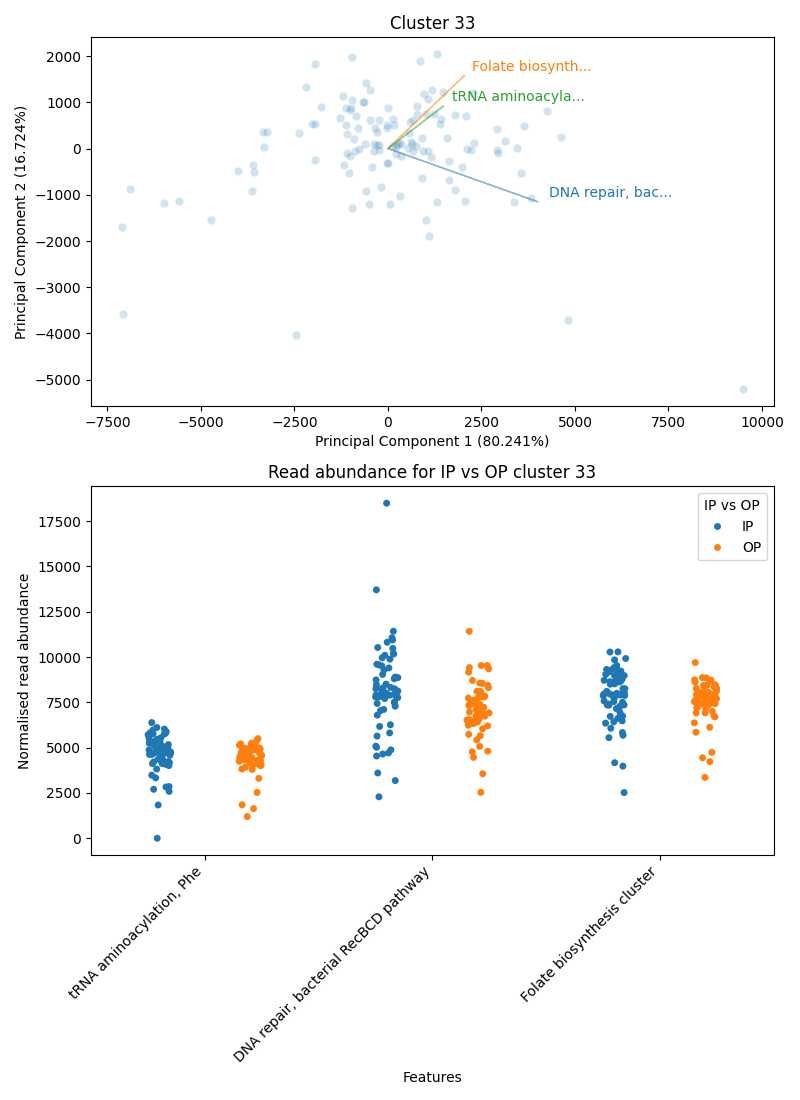 Cluster 33
2000
1000
0
−1000
−2000
−3000
−4000
−5000
Principal Component 2 (16.724%)
Folate biosynth...
tRNA aminoacyla...
DNA repair, bac...
−7500 −5000 −2500 0 2500 5000 7500 10000
Principal Component 1 (80.241%)
Read abundance for IP vs OP cluster 33
17500
15000
12500
10000
7500
5000
2500
0
Normalised read abundance
IP vs OP
IP
OP
tRNA aminoacylation, Phe
DNA repair, bacterial RecBCD pathway
Folate biosynthesis cluster
Features